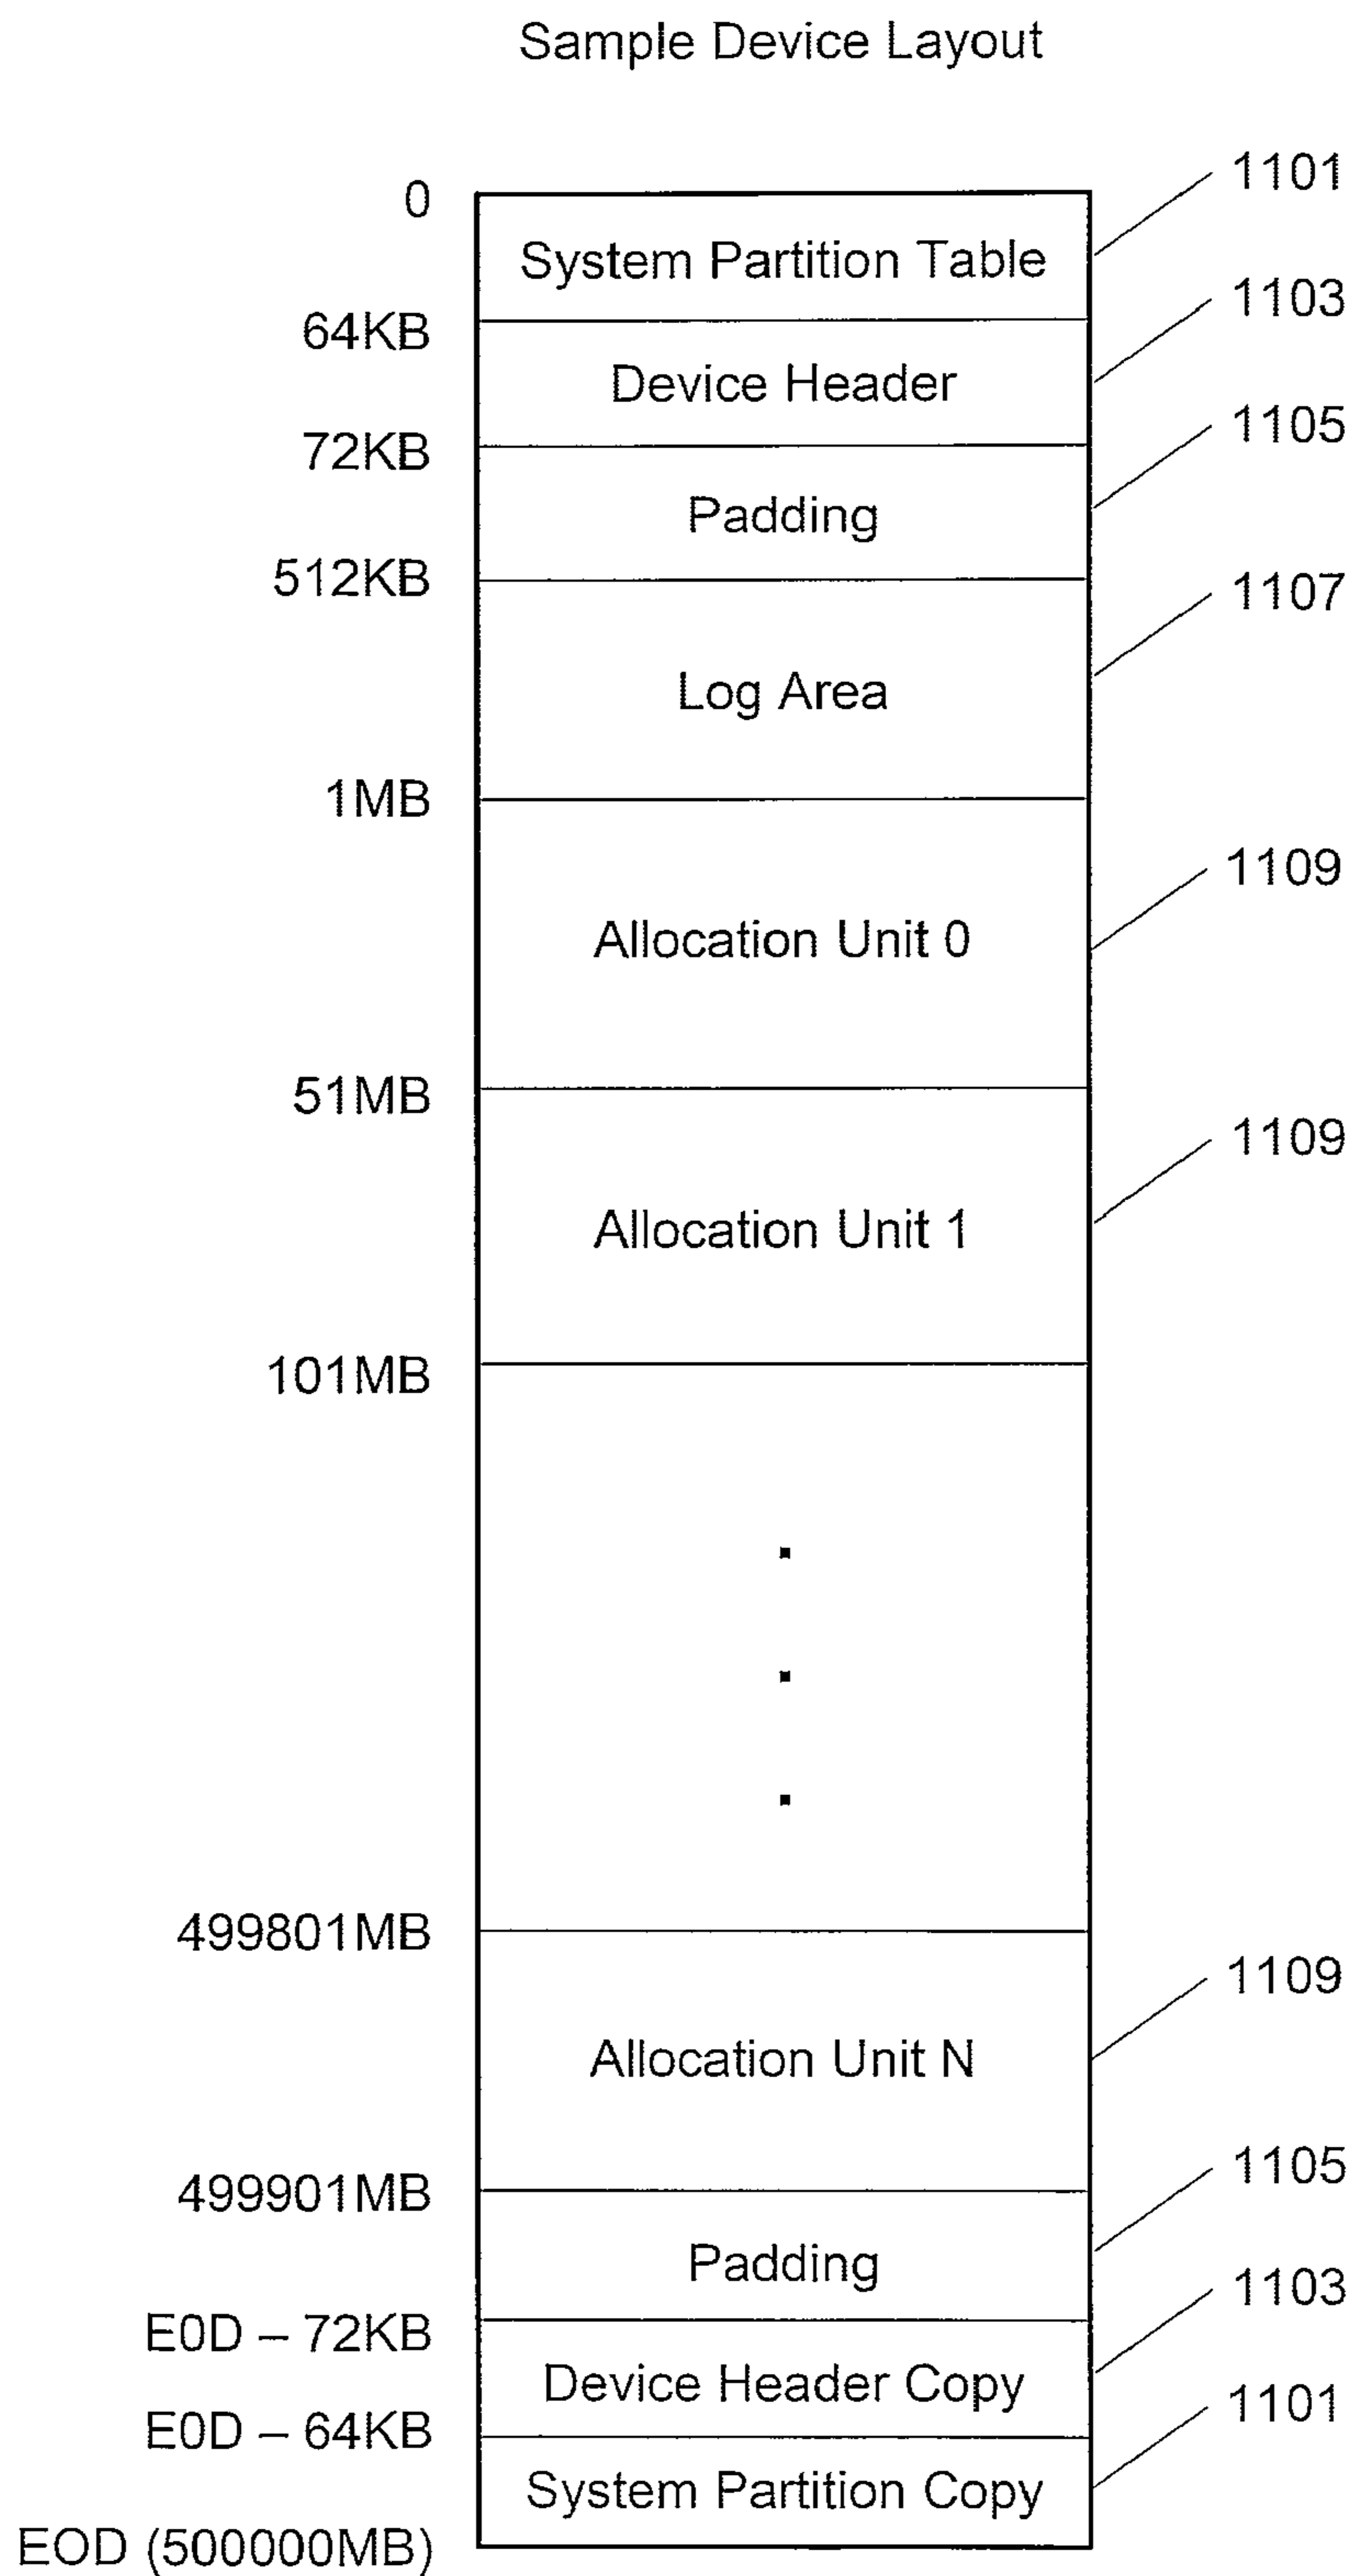 Sample Device Layout
1101
0
System Partition Table
1103
64KB
Device Header
1105
72KB
Padding
512KB
1107
Log Area
1MB
1109
Allocation Unit 0
51MB
1109
Allocation Unit 1
101MB
499801MB
1109
Allocation Unit N
1105
499901MB
Padding
1103
E0D – 72KB
Device Header Copy
1101
E0D – 64KB
System Partition Copy
EOD (500000MB)